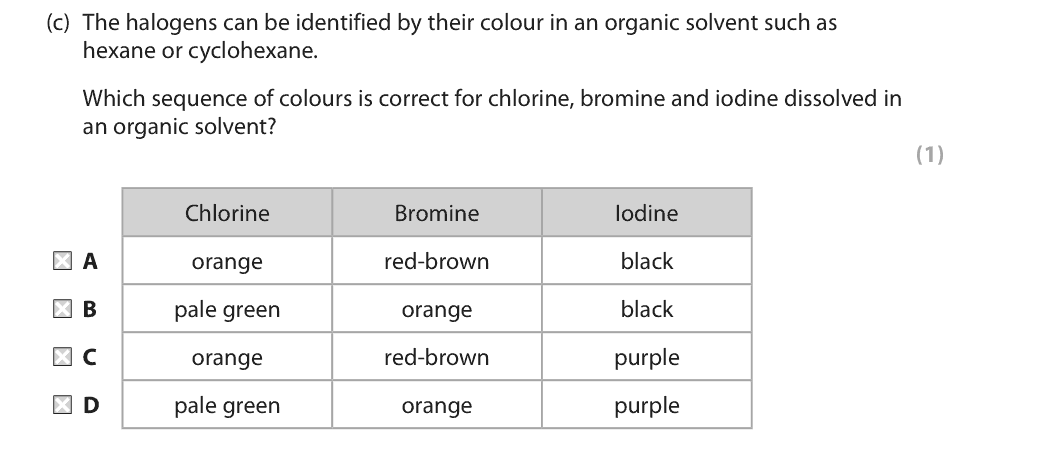 (c) The halogens can be identified by their colour in an organic solvent such as
hexane or cyclohexane.
Which sequence of colours is correct for chlorine, bromine and iodine dissolved in
an organic solvent?
(1)
Chlorine Bromine Iodine
A orange red-brown black
B pale green orange black
C orange red-brown purple
D pale green orange purple